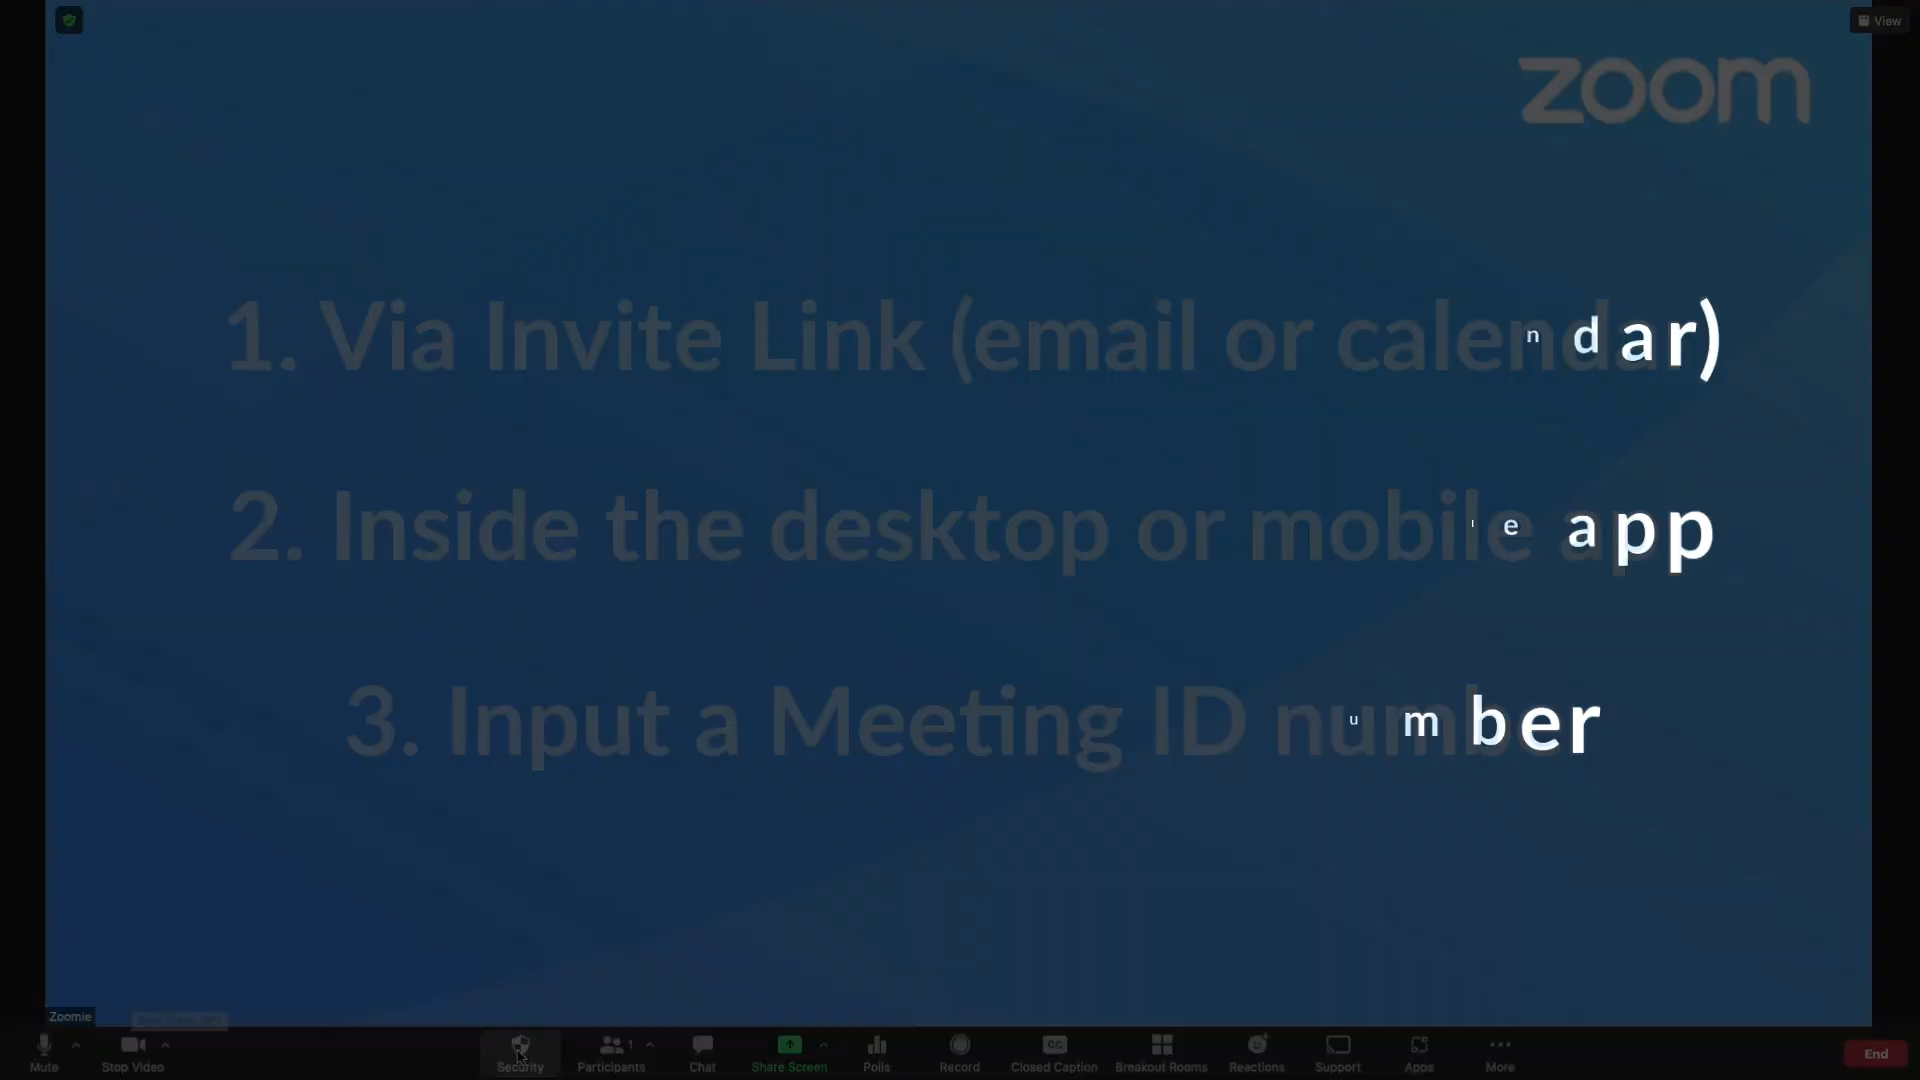 View
zoom
1. Via Invite Link (email or calendar)
2. Inside the desktop or mobile app
3. Input a Meeting ID number
Zoomie
Mute
Stop Video
Security
Participants 1
Chat
Share Screen
Polls
Record
CC
Closed Caption
Breakout Rooms
Reactions
Support
Apps
More
End